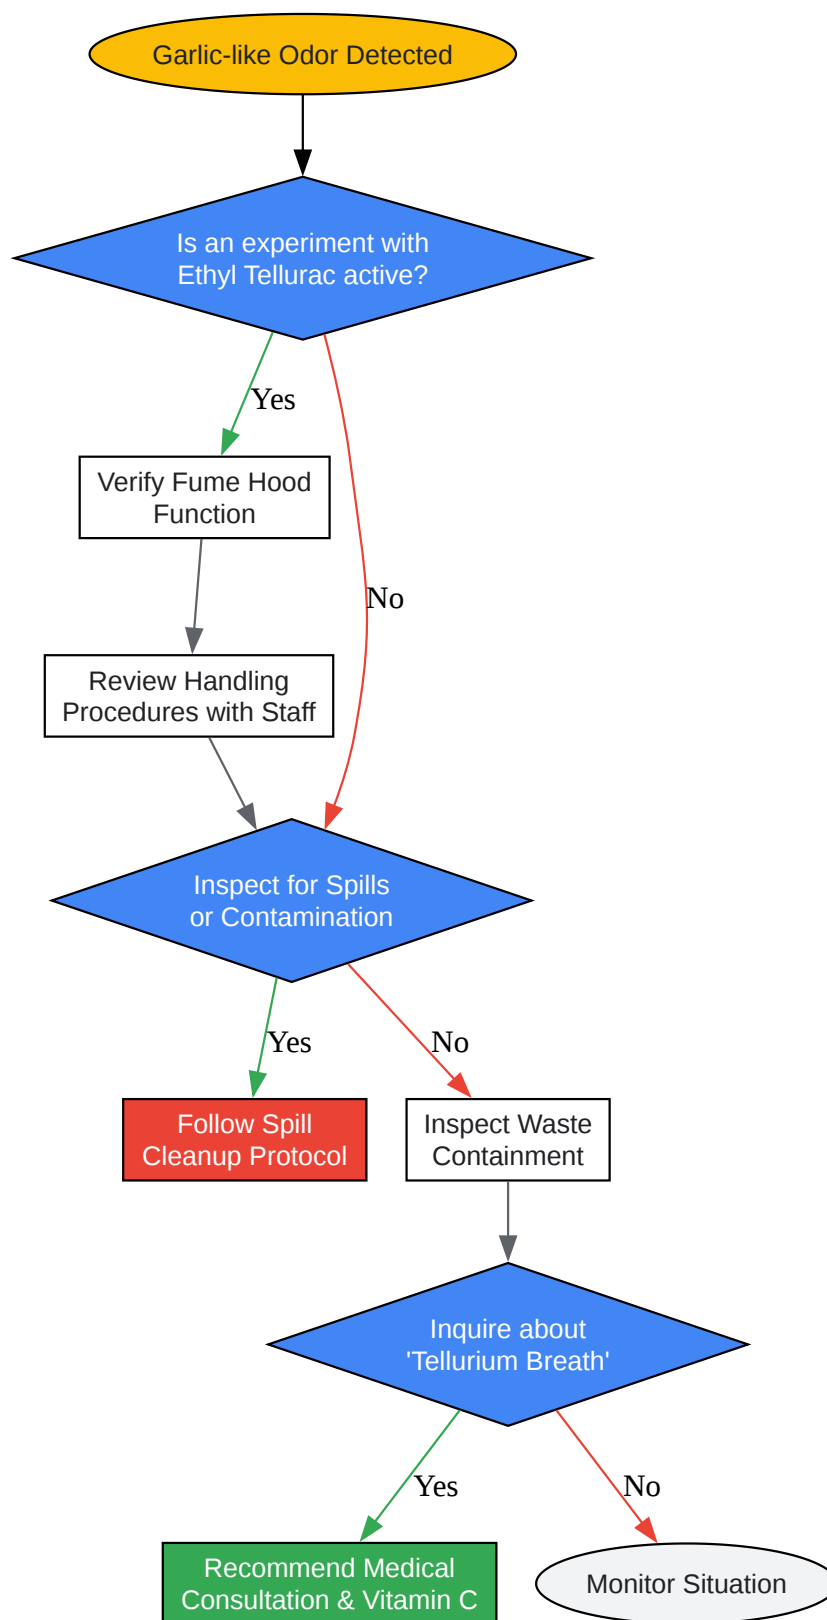 Garlic-like Odor Detected
Is an experiment with
Ethyl Tellurac active?
Yes
Verify Fume Hood
Function
No
Review Handling
Procedures with Staff
Inspect for Spills
or Contamination
Yes
No
Follow Spill
Cleanup Protocol
Inspect Waste
Containment
Inquire about
'Tellurium Breath'
Yes
No
Recommend Medical
Consultation & Vitamin C
Monitor Situation